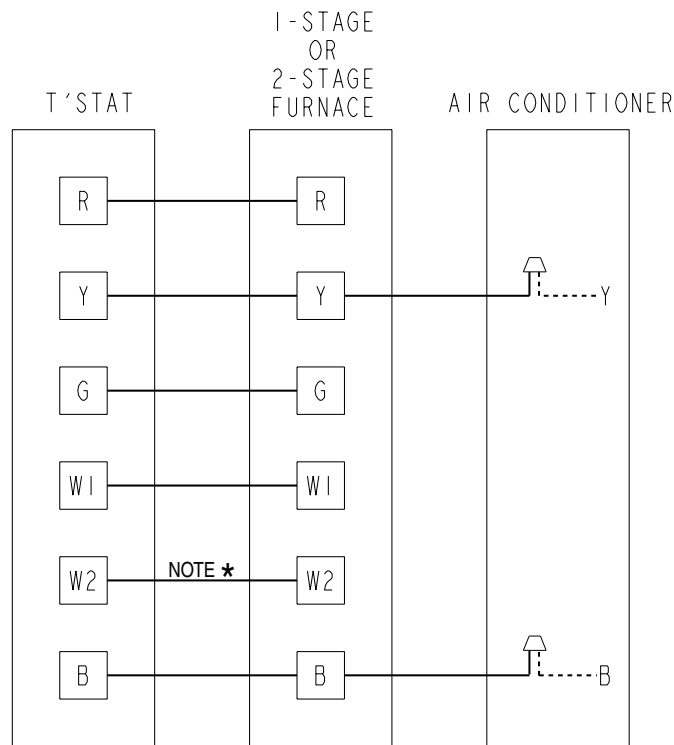 1-STAGE
OR
2-STAGE
FURNACE
T'STAT
AIR CONDITIONER
R R
Y Y Y
G G
W1 W1
W2 NOTE * W2
B B B